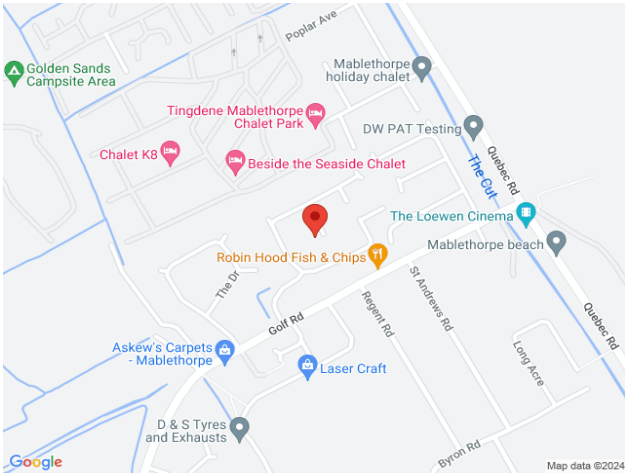 Poplar Ave
Golden Sands
Campsite Area
Mablethorpe
holiday chalet
Tingdene Mablethorpe
Chalet Park
DW PAT Testing
Chalet K8
Beside the Seaside Chalet
Quebec Rd
The Cut
The Loewen Cinema
Mablethorpe beach
Robin Hood Fish & Chips
The Dr
St Andrews Rd
Regent Rd
Golf Rd
Quebec Rd
Askew's Carpets
- Mablethorpe
Laser Craft
Long Acre
D & S Tyres
and Exhausts
Byron Rd
Google
Map data ©2024